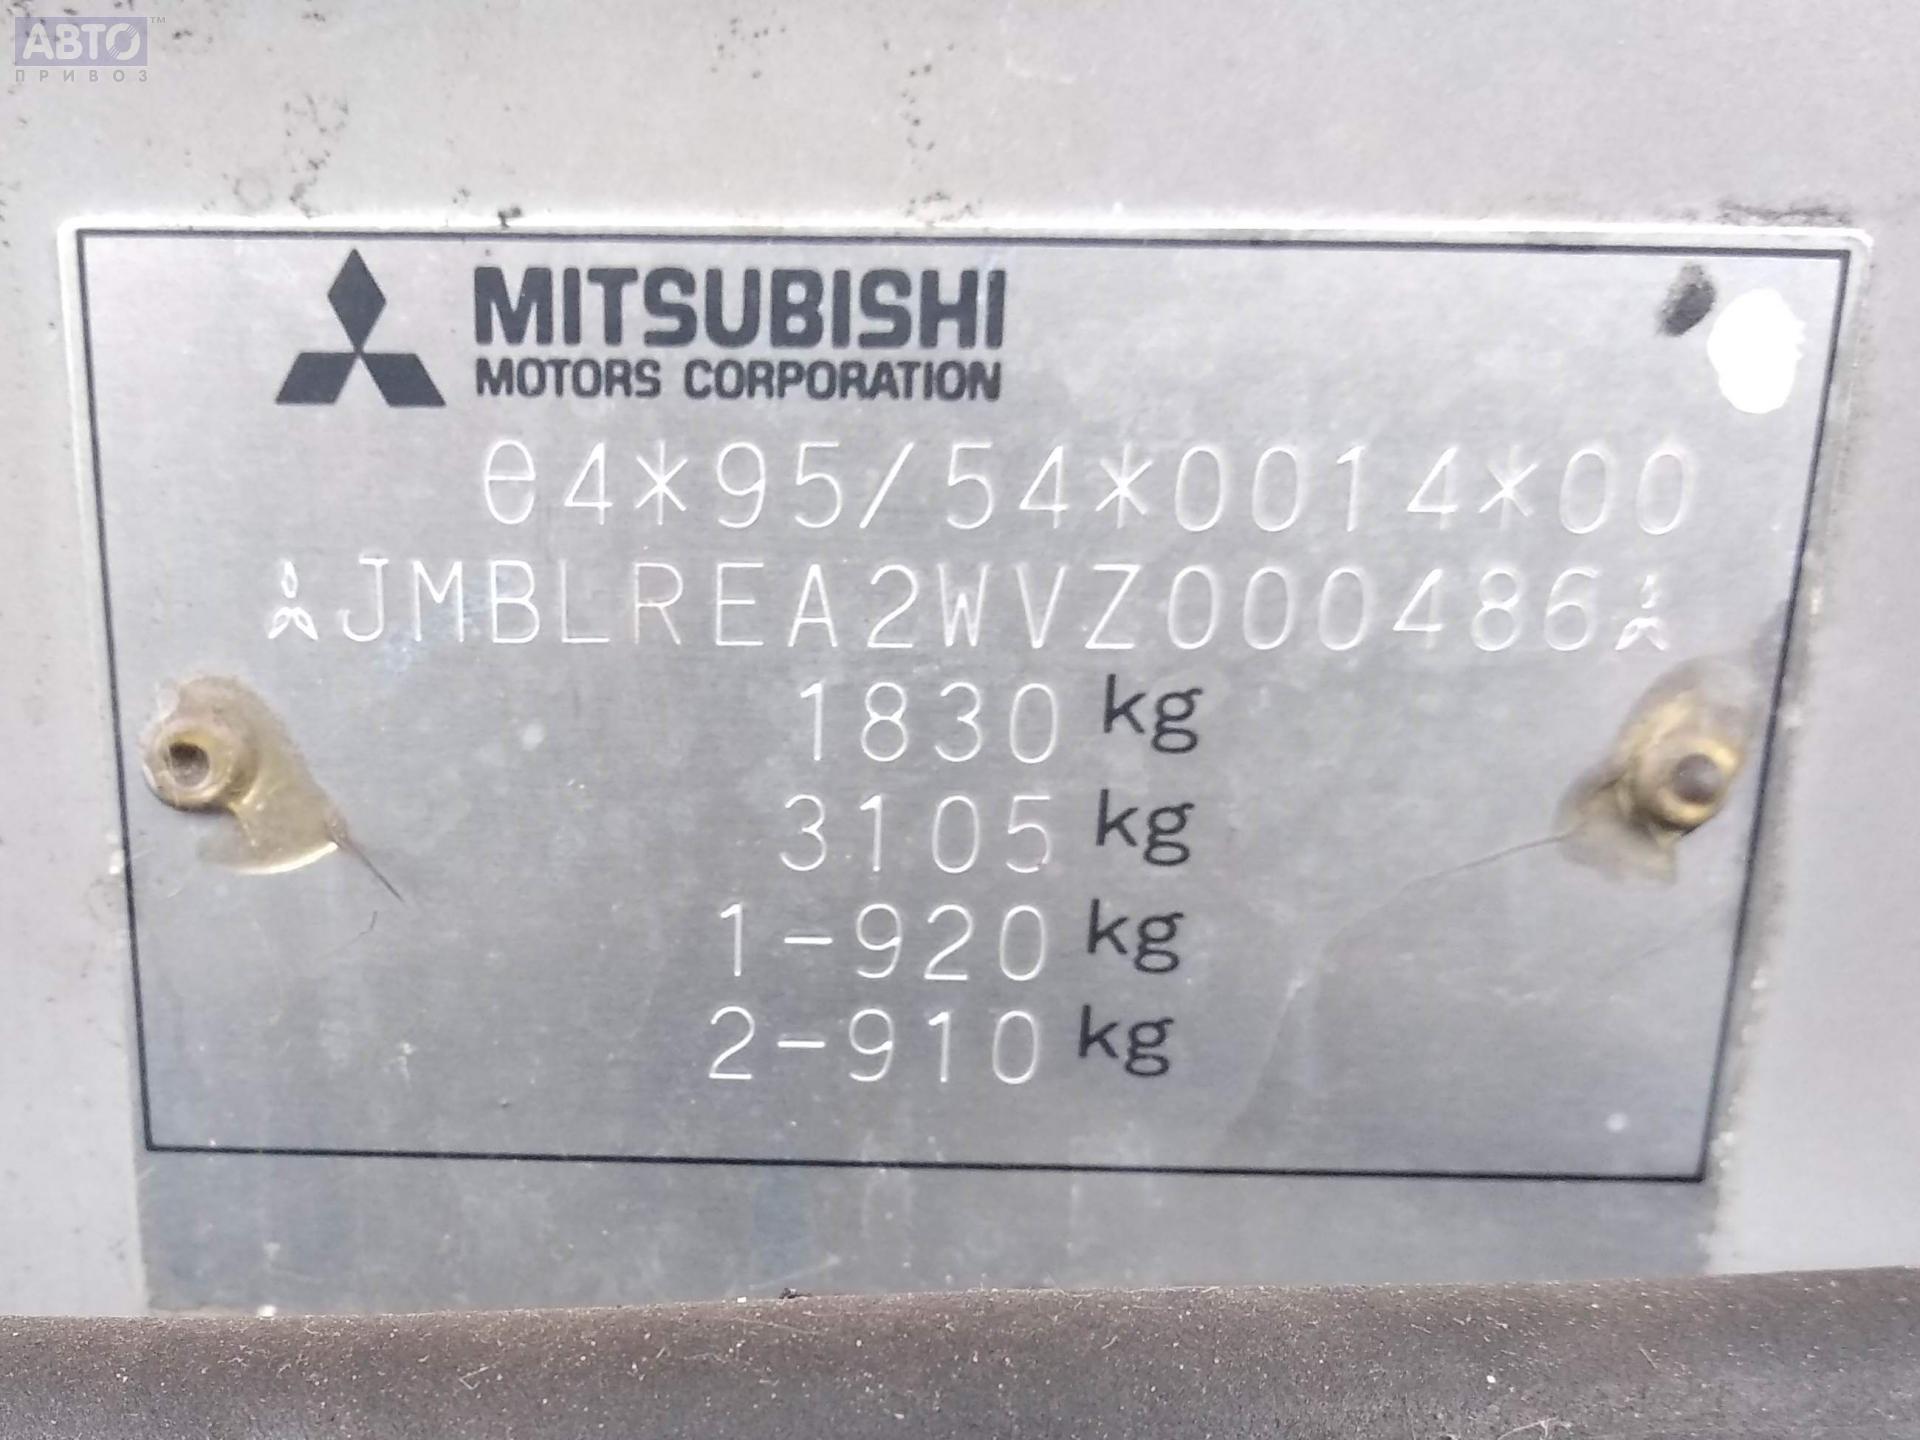 АВТО™
ПРИВОЗ
MITSUBISHI
MOTORS CORPORATION
e4*95/54*0014*00
JMBLREA2WVZ000486
1830 kg
3105 kg
1-920 kg
2-910 kg